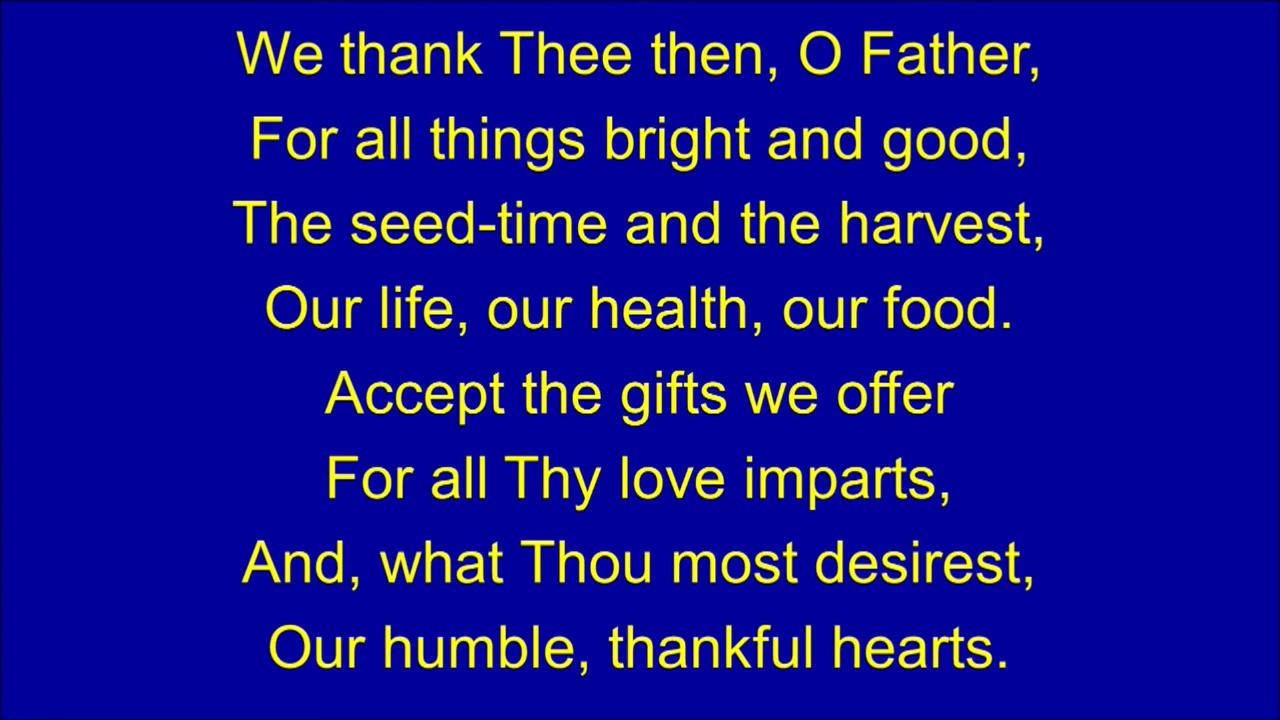 We thank Thee then, O Father,
For all things bright and good,
The seed-time and the harvest,
Our life, our health, our food.
Accept the gifts we offer
For all Thy love imparts,
And, what Thou most desirest,
Our humble, thankful hearts.